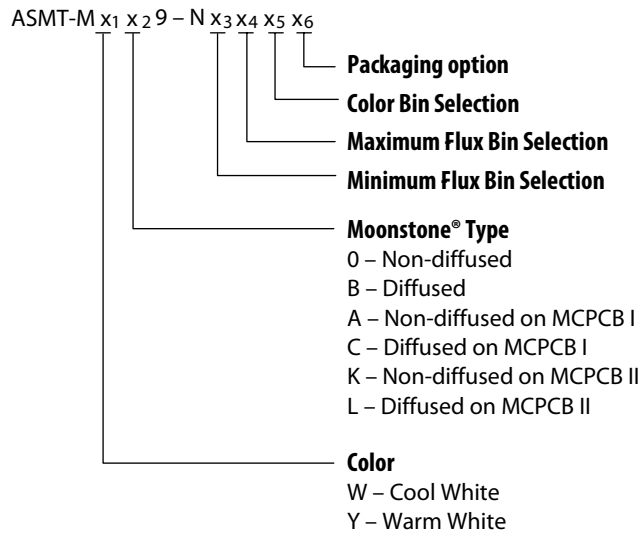 ASMT-M x1 x2 9 – N x3 x4 x5 x6
Packaging option
Color Bin Selection
Maximum Flux Bin Selection
Minimum Flux Bin Selection
Moonstone® Type
0 – Non-diffused
B – Diffused
A – Non-diffused on MCPCB I
C – Diffused on MCPCB I
K – Non-diffused on MCPCB II
L – Diffused on MCPCB II
Color
W – Cool White
Y – Warm White